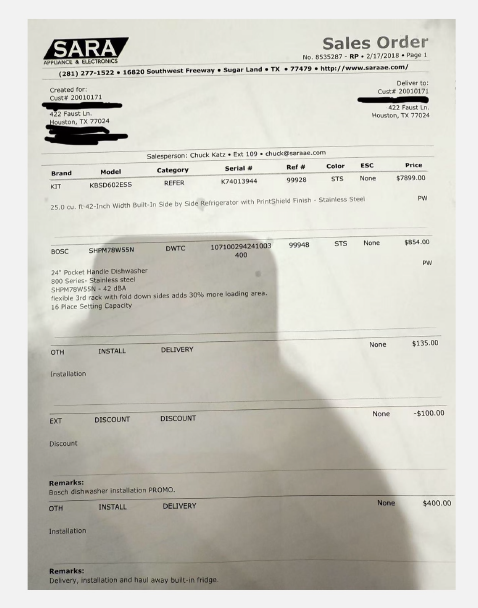 SARA
APPLIANCE & ELECTRONICS
Sales Order
No. 8535287 - RP • 2/17/2018 • Page 1
(281) 277-1522 • 16820 Southwest Freeway • Sugar Land • TX • 77479 • http://www.saraae.com/
Created for:
Cust# 20010171
422 Faust Ln.
Houston, TX 77024
Deliver to:
Cust# 20010171
422 Faust Ln.
Houston, TX 77024
Salesperson: Chuck Katz • Ext 109 • chuck@saraae.com
Brand Model Category Serial # Ref # Color ESC Price
KIT KBSD602ESS REFER K74013944 99928 STS None $7899.00
25.0 cu. ft 42-Inch Width Built-In Side by Side Refrigerator with PrintShield Finish - Stainless Steel PW
BOSC SHPM78W55N DWTC 107100294241003 99948 STS None $854.00
400
PW
24" Pocket Handle Dishwasher
800 Series- Stainless steel
SHPM78W55N - 42 dBA
flexible 3rd rack with fold down sides adds 30% more loading area.
16 Place Setting Capacity
OTH INSTALL DELIVERY None $135.00
Installation
EXT DISCOUNT DISCOUNT None -$100.00
Discount
Remarks:
Bosch dishwasher installation PROMO.
OTH INSTALL DELIVERY None $400.00
Installation
Remarks:
Delivery, installation and haul away built-in fridge.